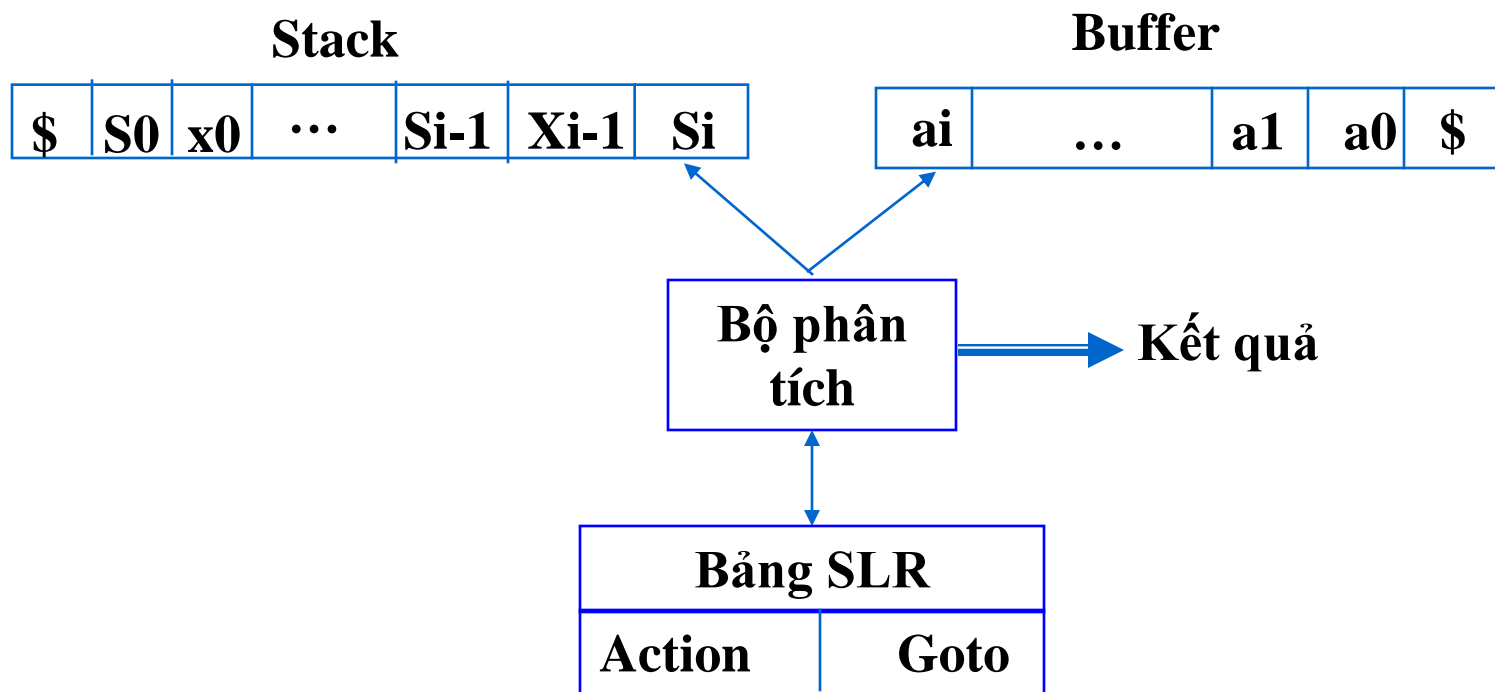 Stack
Buffer
$ S0 x0 … Si-1 Xi-1 Si
ai … a1 a0 $
Bộ phân
tích
Kết quả
Bảng SLR
Action Goto